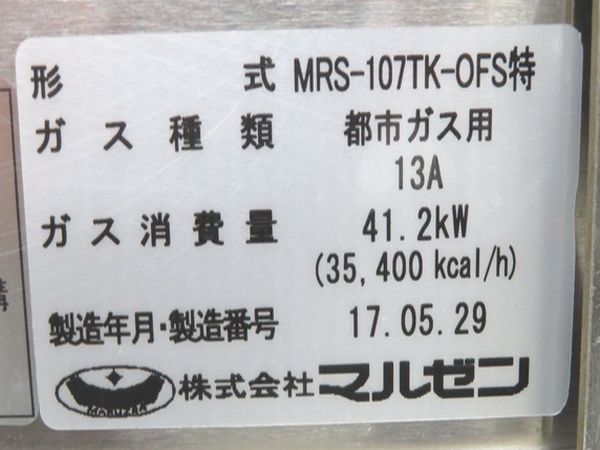 形 式 MRS-107TK-OFS特
ガス種類 都市ガス用
13A
ガス消費量 41.2kW
(35,400 kcal/h)
製造年月・製造番号 17.05.29
MARUZEN 株式会社マルゼン